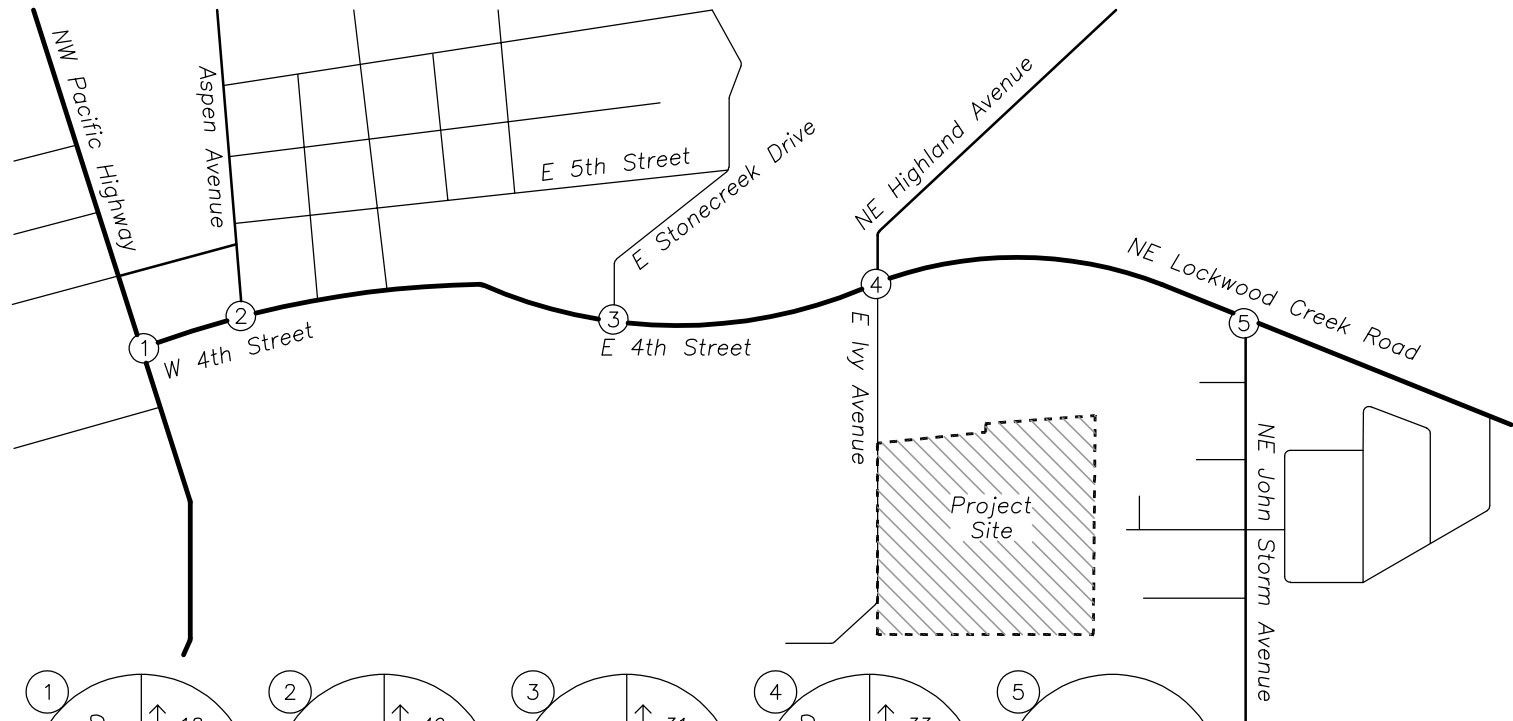 NW Pacific Highway
Aspen Avenue
E 5th Street
E Stonecreek Drive
NE Highland Avenue
NE Lockwood Creek Road
1
2
3
4
5
W 4th Street
E 4th Street
E Ivy Avenue
Project
Site
NE John Storm Avenue
1
2
3
4
5